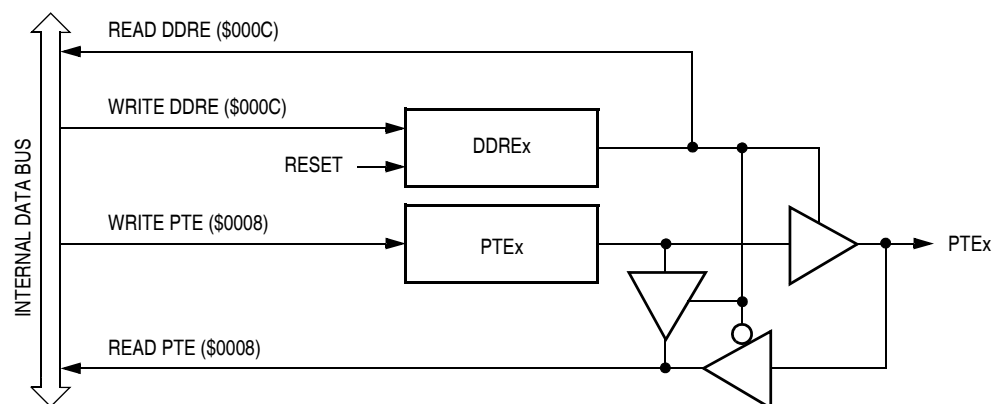 READ DDRE ($000C)
WRITE DDRE ($000C)
DDREx
RESET
INTERNAL DATA BUS
WRITE PTE ($0008)
PTEx
PTEx
READ PTE ($0008)